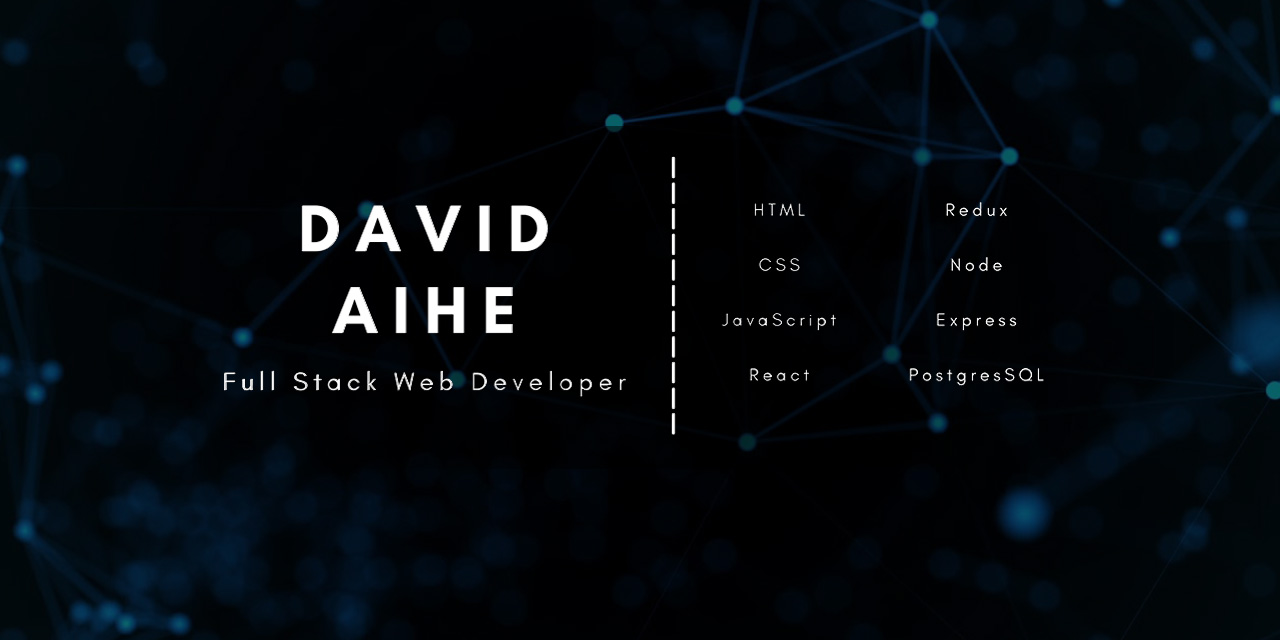 DAVID
AIHE
Full Stack Web Developer
HTML
CSS
JavaScript
React
Redux
Node
Express
PostgresSQL